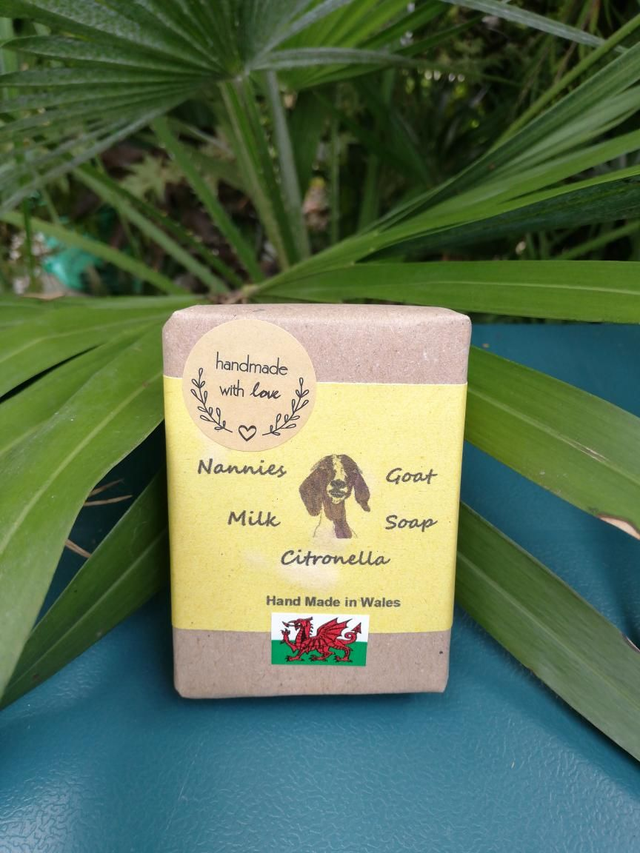 handmade
with love
Nannies Goat
Milk Soap
Citronella
Hand Made in Wales